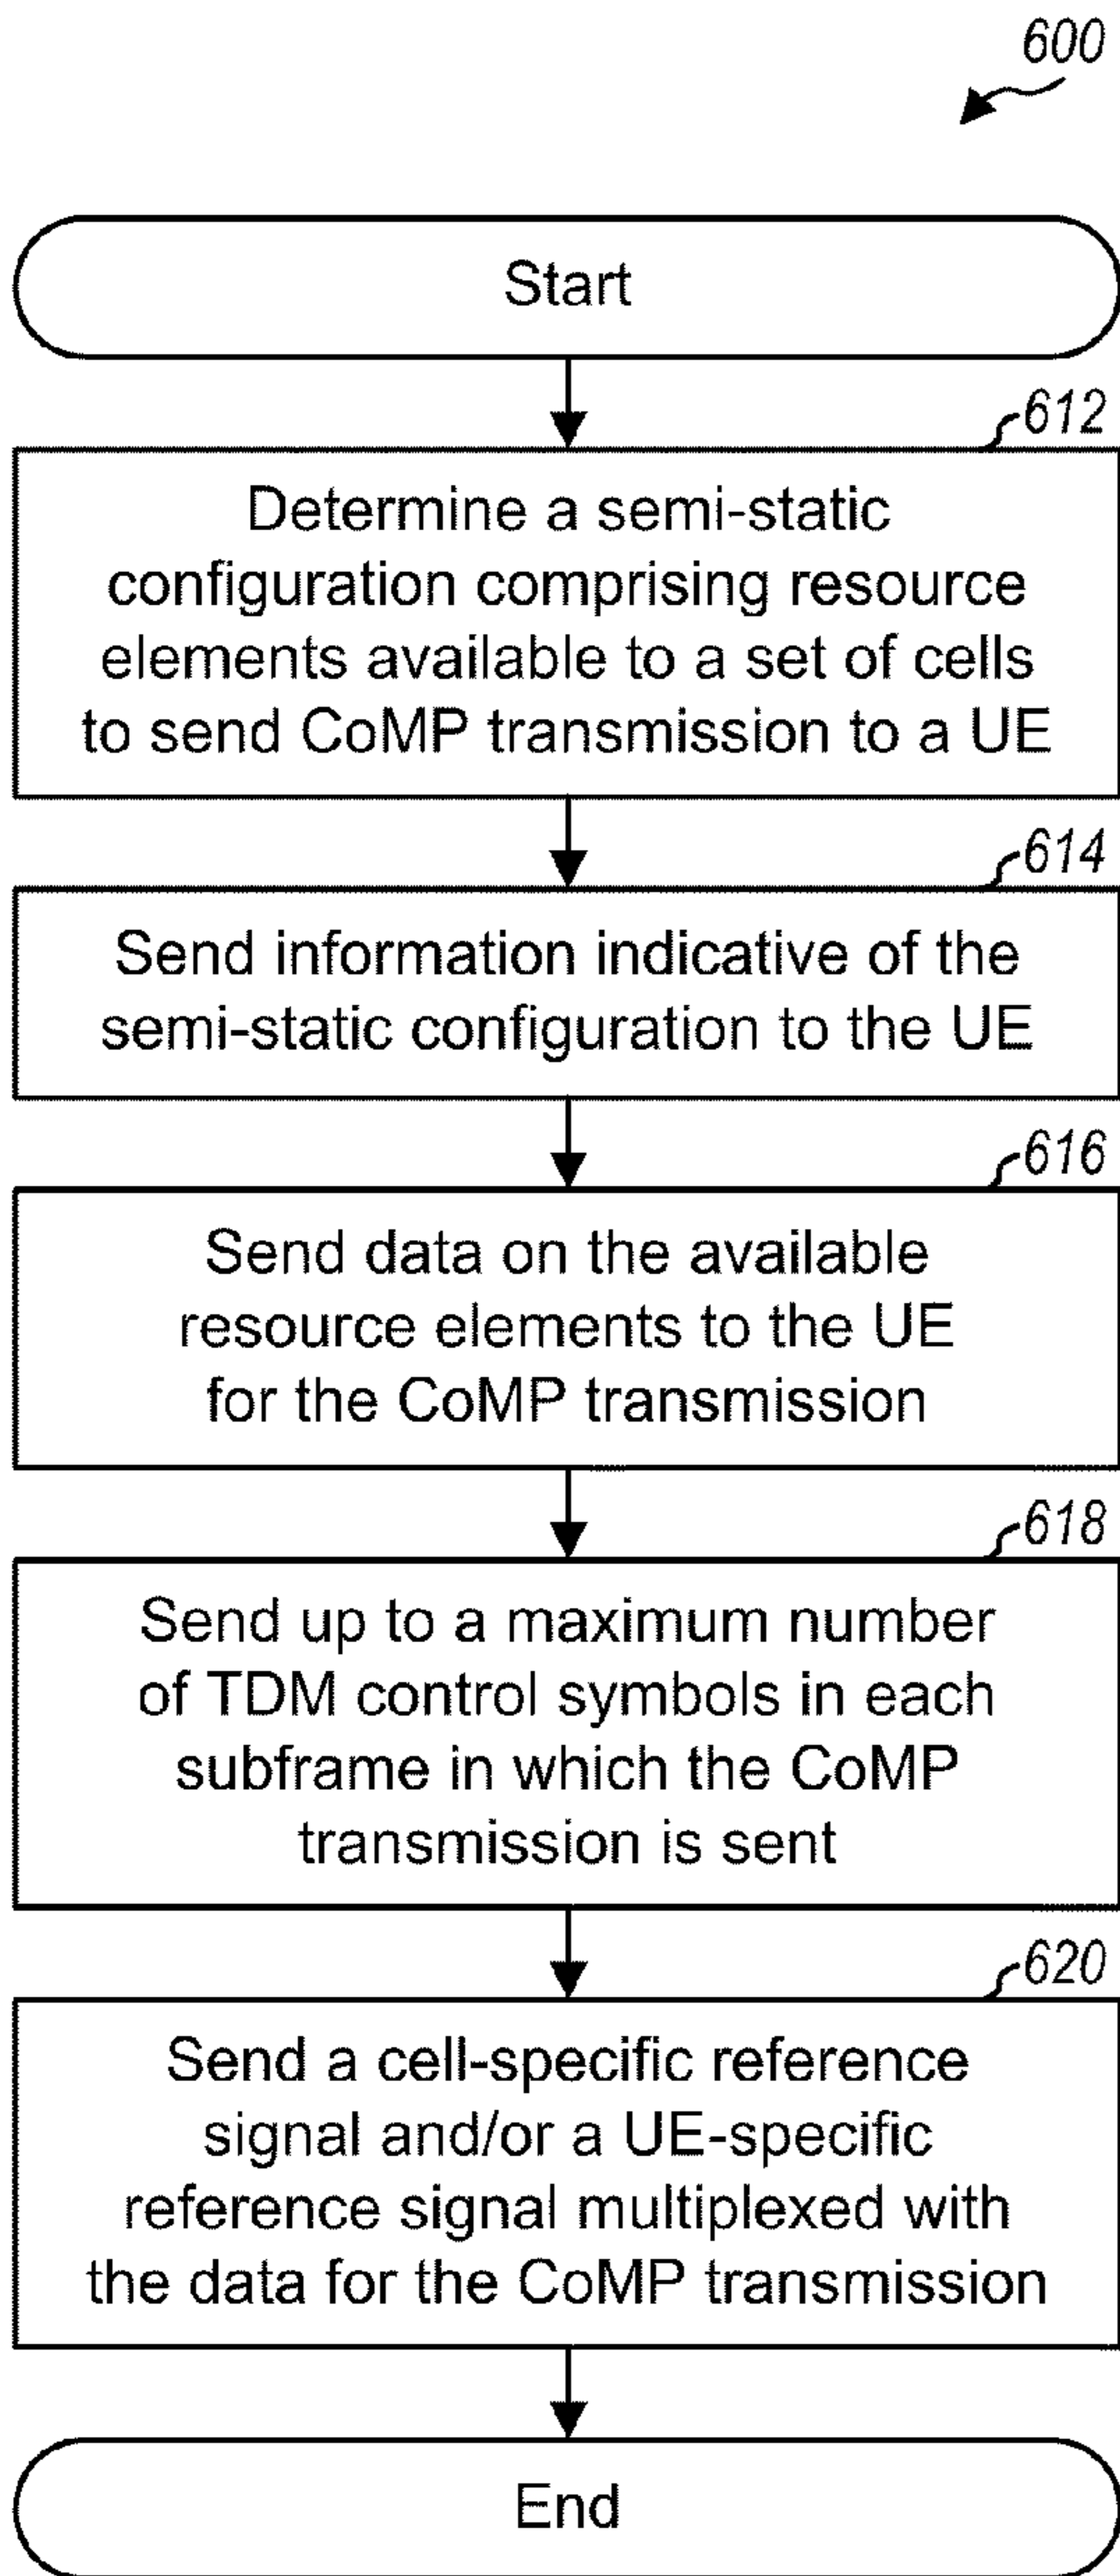 600
Start
612
Determine a semi-static
configuration comprising resource
elements available to a set of cells
to send CoMP transmission to a UE
614
Send information indicative of the
semi-static configuration to the UE
616
Send data on the available
resource elements to the UE
for the CoMP transmission
618
Send up to a maximum number
of TDM control symbols in each
subframe in which the CoMP
transmission is sent
620
Send a cell-specific reference
signal and/or a UE-specific
reference signal multiplexed with
the data for the CoMP transmission
End